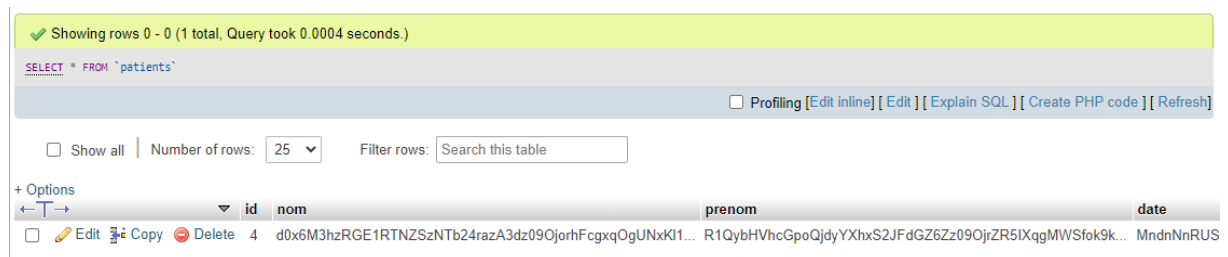 Showing rows 0 - 0 (1 total, Query took 0.0004 seconds.)
SELECT * FROM `patients`
Profiling [Edit inline] [ Edit ] [ Explain SQL ] [ Create PHP code ] [ Refresh]
Show all | Number of rows: 25 Filter rows: Search this table
+ Options
←T→ id nom prenom date
Edit Copy Delete 4 d0x6M3hzRGE1RTNZSzNTb24razA3dz09OjorhFcgxqOgUNxKl1... R1QybHVhcGpoQjdyYXhxS2JFdGZ6Zz09OjrZR5IXqgMWSfok9k... MndnNnRUS